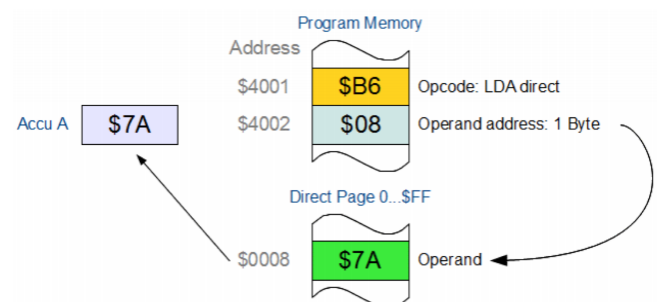 Program Memory
Address
$4001 $B6 Opcode: LDA direct
Accu A $7A $4002 $08 Operand address: 1 Byte
Direct Page 0...$FF
$0008 $7A Operand